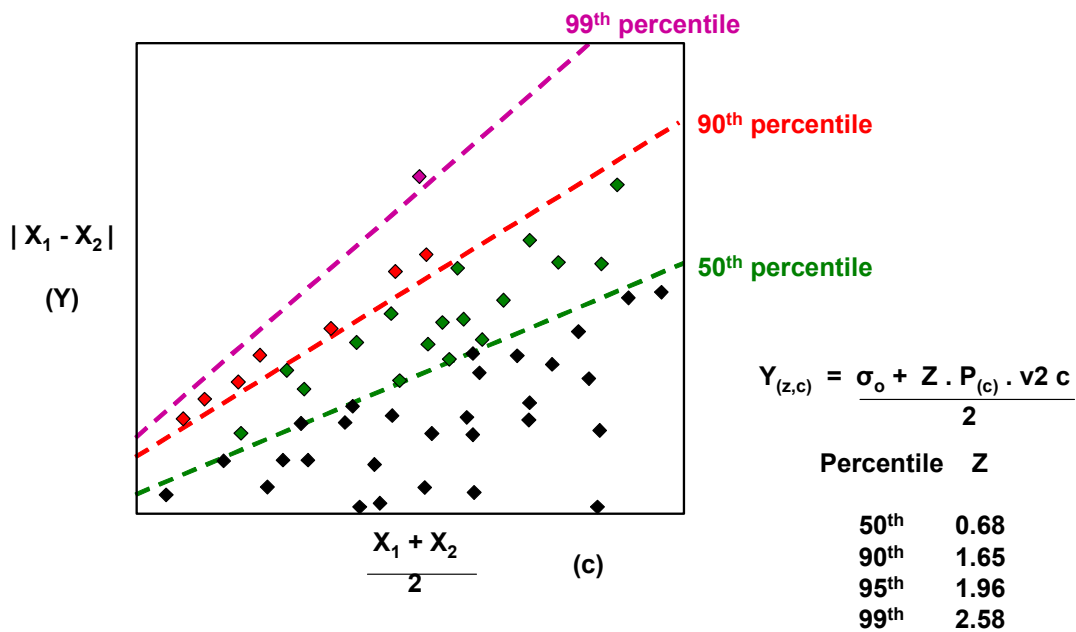 99th percentile
90th percentile
| X1 - X2 |
50th percentile
(Y)
Y(z,c) = σo + Z . P(c) . v2 c
2
Percentile Z
X1 + X2
(c)
2
50th 0.68
90th 1.65
95th 1.96
99th 2.58